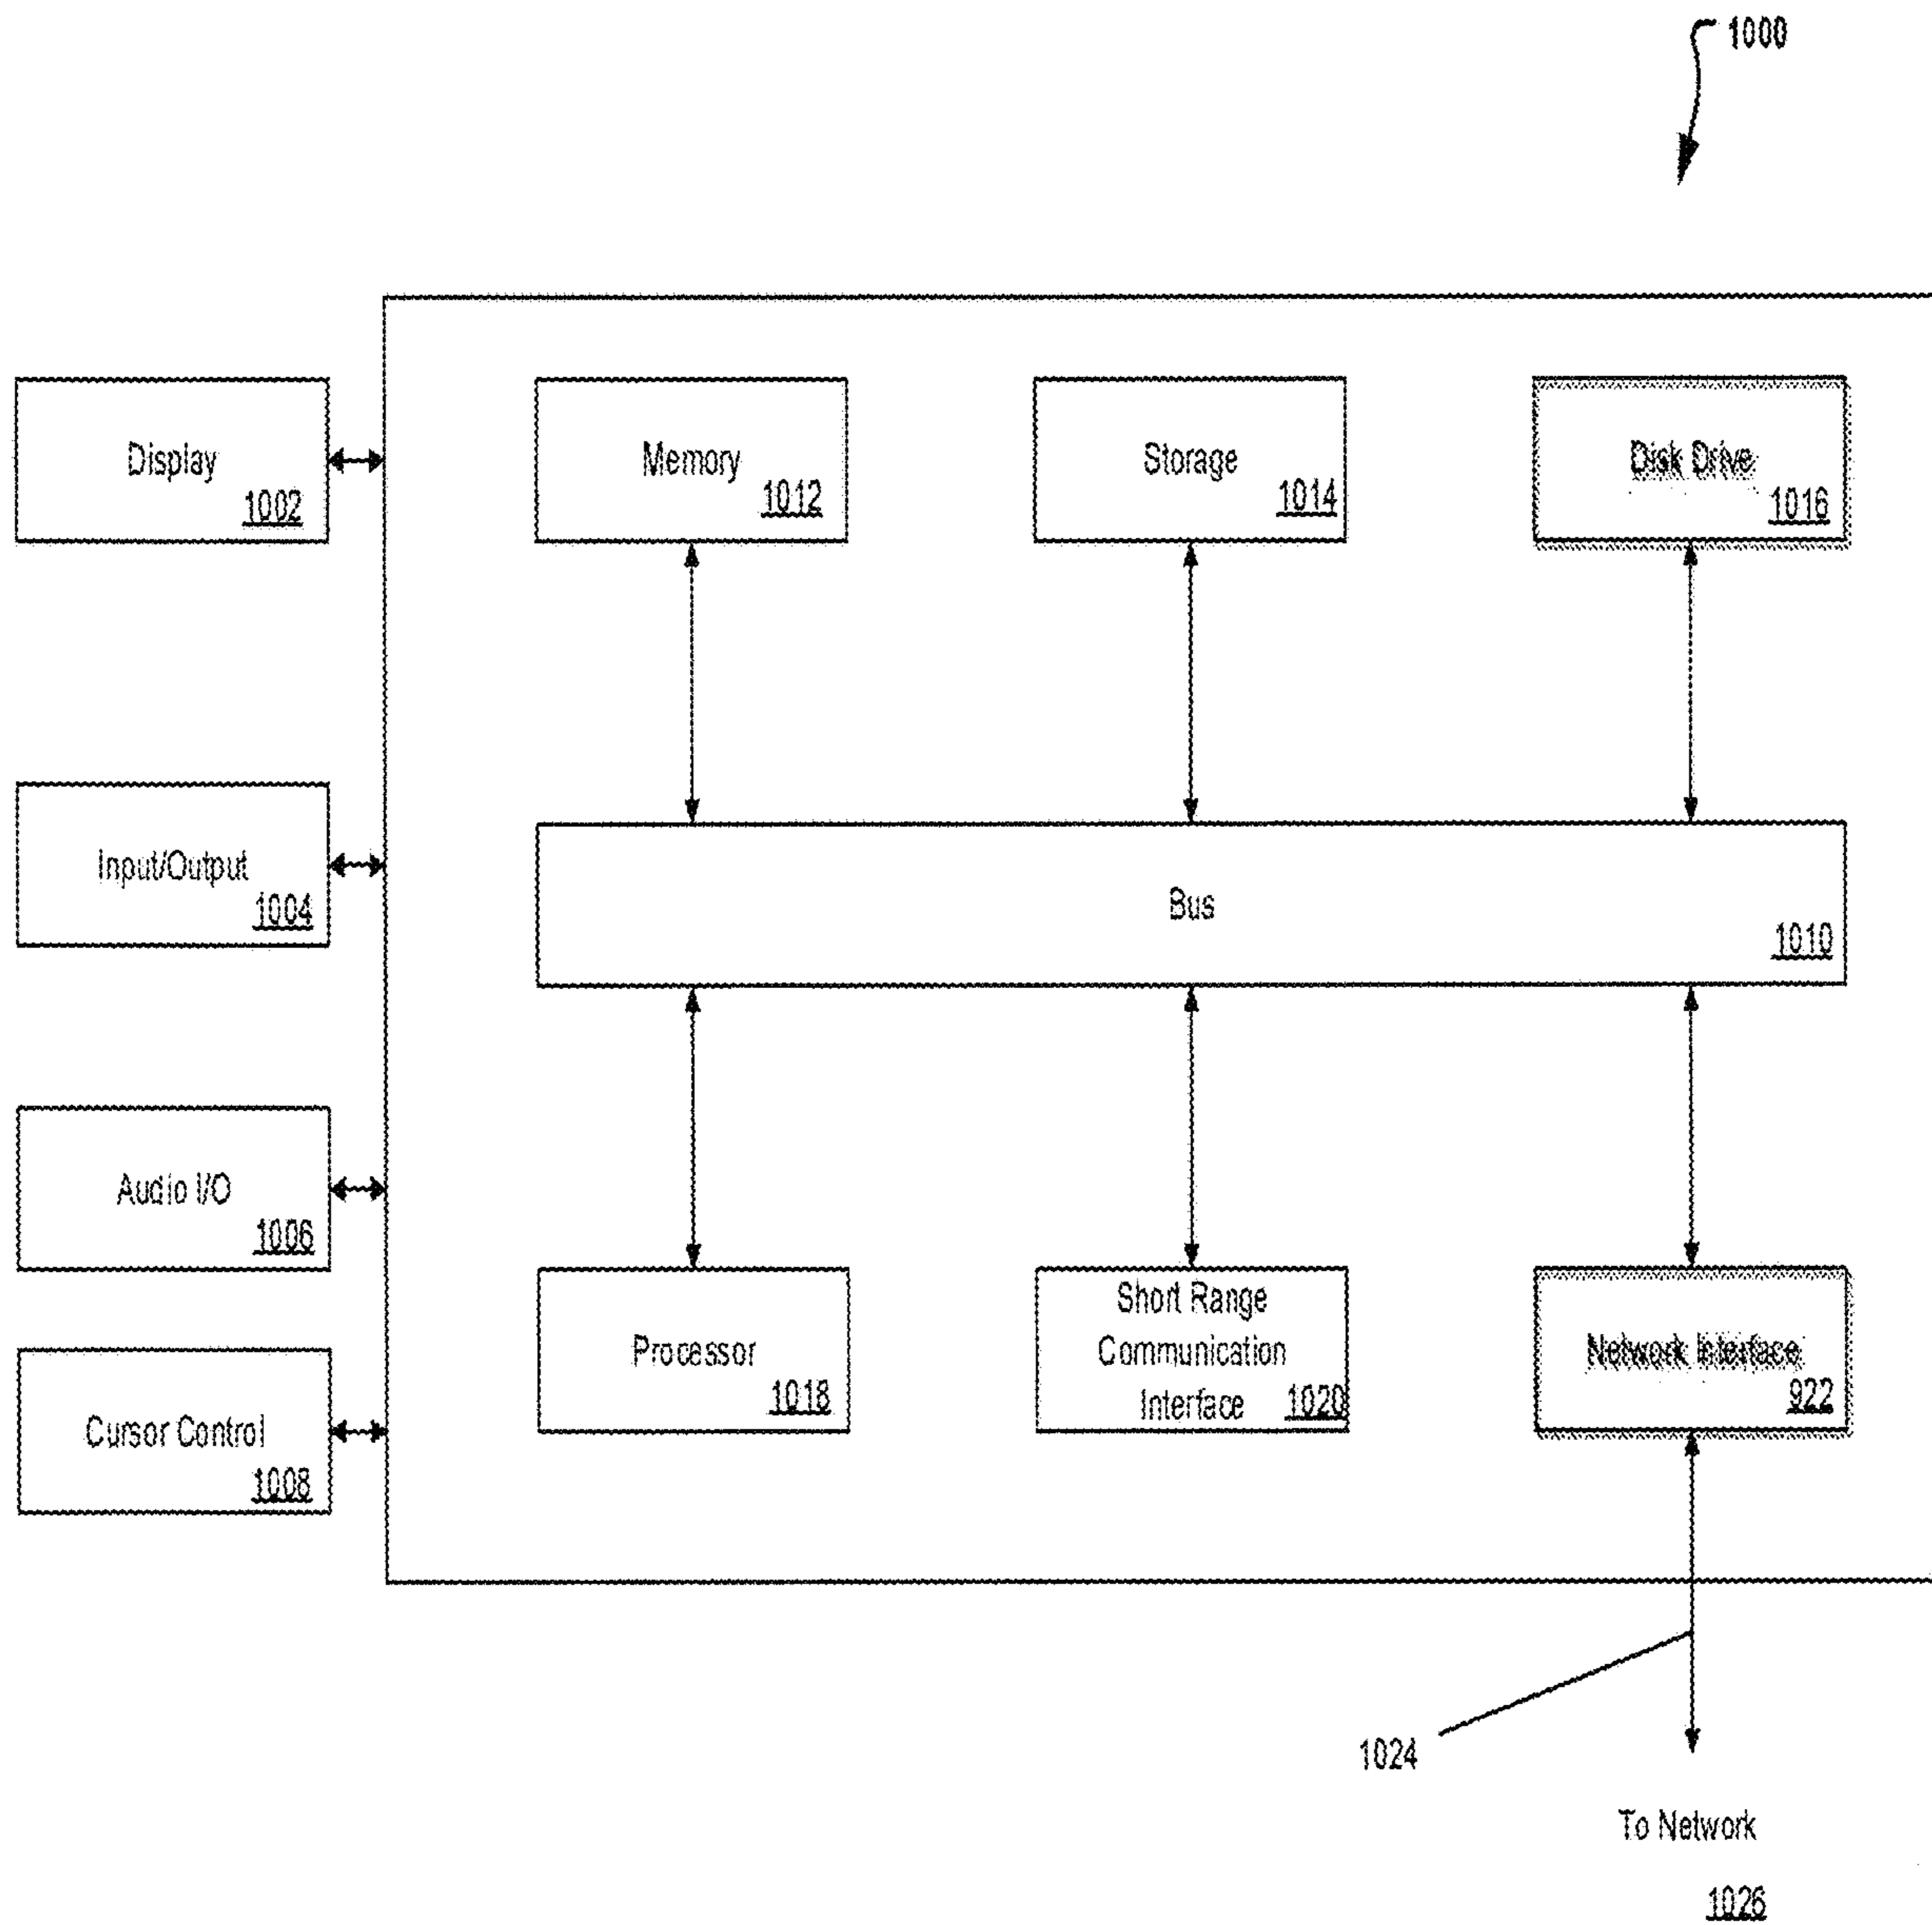 1000
Display
1002
Memory
1012
Storage
1014
Disk Drive
1016
Input/Output
1004
Bus
1010
Audio I/O
1006
Processor
1018
Short Range
Communication
Interface
1020
Network Interface
922
Cursor Control
1008
1024
To Network
1026